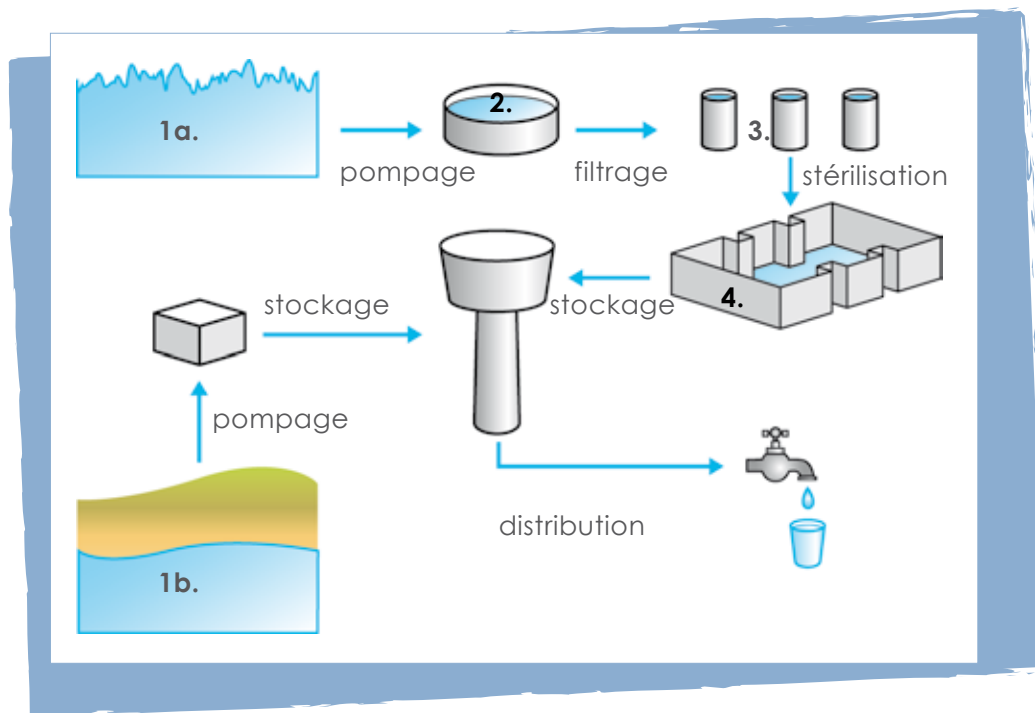 1a.
pompage
2.
filtrage
3.
stérilisation
4.
stockage
stockage
pompage
1b.
distribution